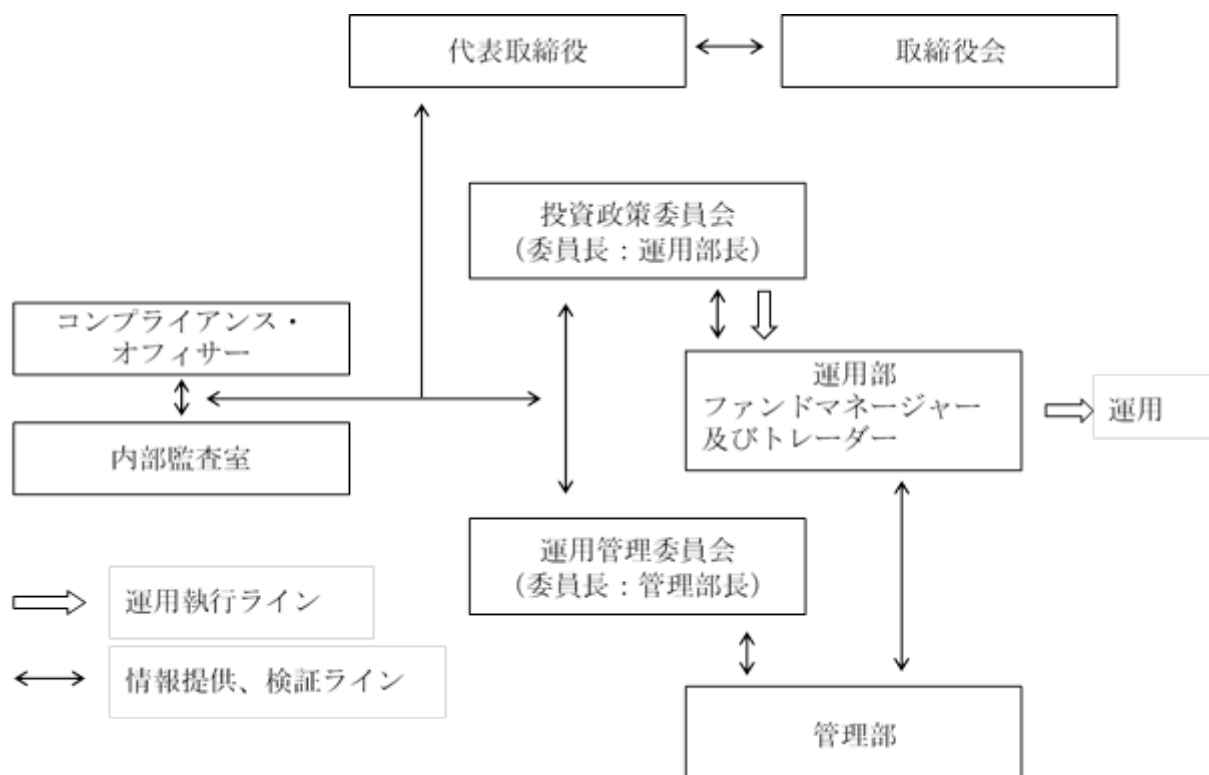 代表取締役
取締役会
投資政策委員会
(委員長：運用部長)
コンプライアンス・
オフィサー
運用部
ファンドマネージャー
及びトレーダー
運用
内部監査室
運用管理委員会
(委員長：管理部長)
運用執行ライン
情報提供、検証ライン
管理部